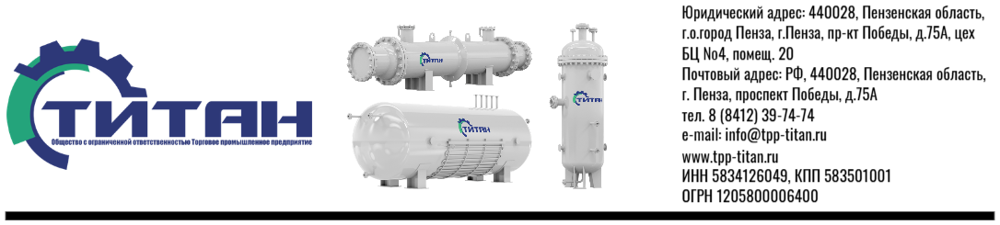 ТИТАН
Общество с ограниченной ответственностью Торговое промышленное предприятие
ТИТАН
ТИТАН
ТИТАН
Юридический адрес: 440028, Пензенская область,
г.о.город Пенза, г.Пенза, пр-кт Победы, д.75А, цех
БЦ No4, помещ. 20
Почтовый адрес: РФ, 440028, Пензенская область,
г. Пенза, проспект Победы, д.75А
тел. 8 (8412) 39-74-74
e-mail: info@tpp-titan.ru
www.tpp-titan.ru
ИНН 5834126049, КПП 583501001
ОГРН 1205800006400